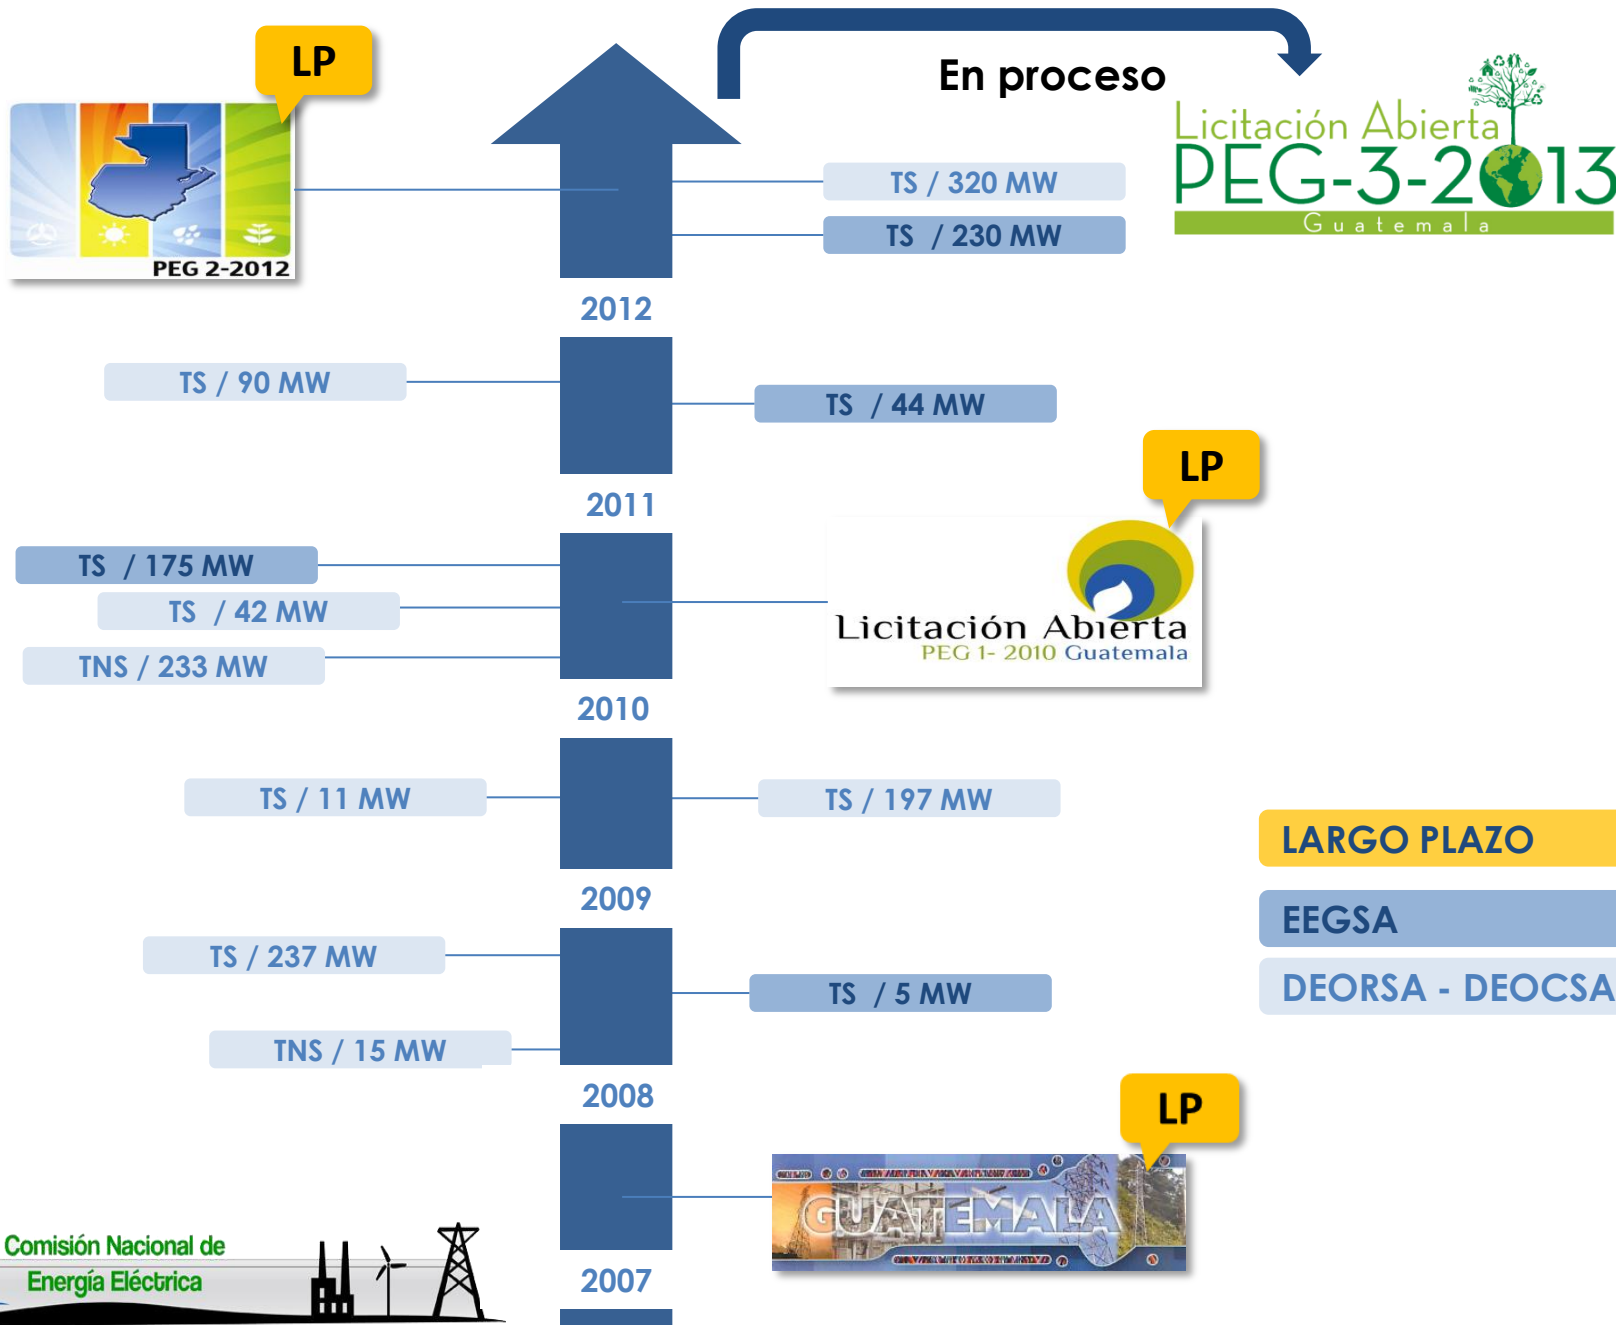 LP
En proceso
Licitación Abierta
PEG-3-2013
Guatemala
PEG 2-2012
TS / 320 MW
TS / 230 MW
2012
TS / 90 MW
TS / 44 MW
LP
2011
TS / 175 MW
TS / 42 MW
TNS / 233 MW
Licitación Abierta
PEG 1- 2010 Guatemala
2010
TS / 11 MW
TS / 197 MW
LARGO PLAZO
2009
EEGSA
TS / 237 MW
TS / 5 MW
DEORSA - DEOCSA
TNS / 15 MW
2008
LP
GUATEMALA
Comisión Nacional de
Energía Eléctrica
2007